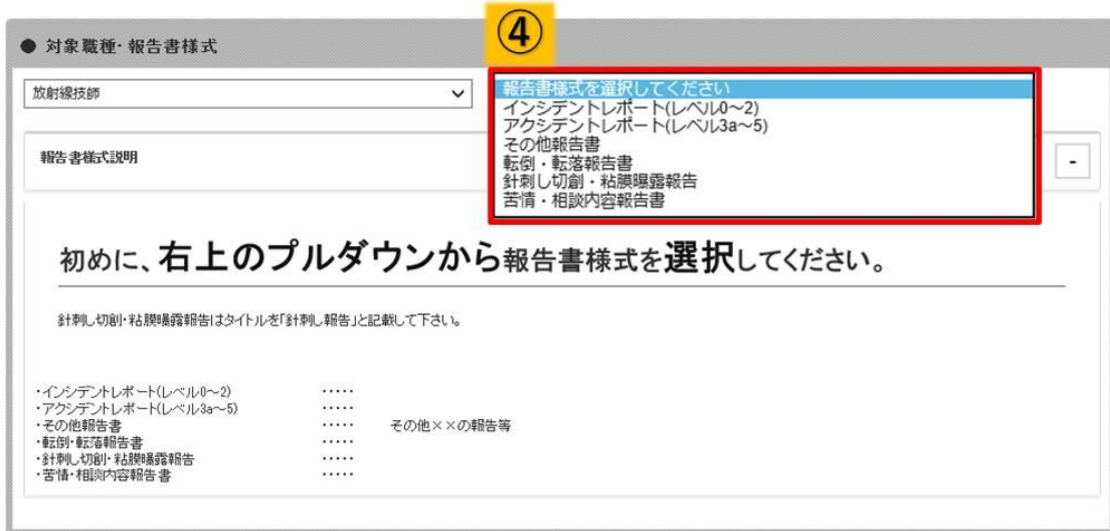 ④
● 対象職種・報告書様式
放射線技師
報告書様式を選択してください
インシデントレポート(レベル0～2)
アクシデントレポート(レベル3a～5)
その他報告書
転倒・転落報告書
針刺し切創・粘膜曝露報告
苦情・相談内容報告書
報告書様式説明
-
初めに、右上のプルダウンから報告書様式を選択してください。
針刺し切創・粘膜曝露報告はタイトルを「針刺し報告」と記載して下さい。
・インシデントレポート(レベル0～2) ・・・・・
・アクシデントレポート(レベル3a～5) ・・・・・
・その他報告書 ・・・・・ その他××の報告等
・転倒・転落報告書 ・・・・・
・針刺し切創・粘膜曝露報告 ・・・・・
・苦情・相談内容報告書 ・・・・・